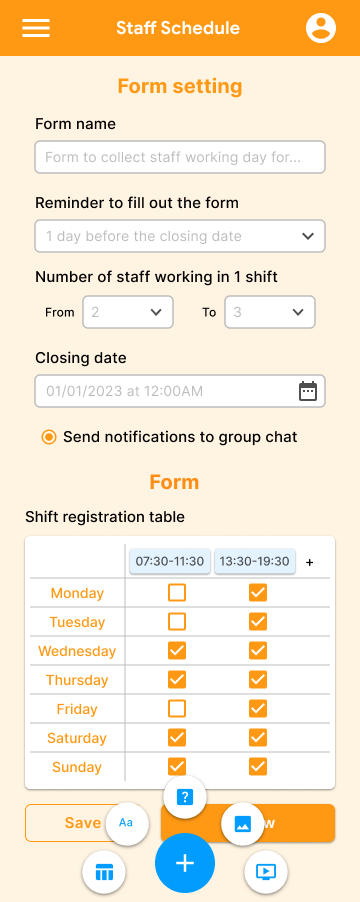 Staff Schedule
Form setting
Form name
Form to collect staff working day for...
Reminder to fill out the form
1 day before the closing date
Number of staff working in 1 shift
From 2 To 3
Closing date
01/01/2023 at 12:00AM
Send notifications to group chat
Form
Shift registration table
07:30-11:30 13:30-19:30 +
Monday
Tuesday
Wednesday
Thursday
Friday
Saturday
Sunday
?
Save
Aa
+